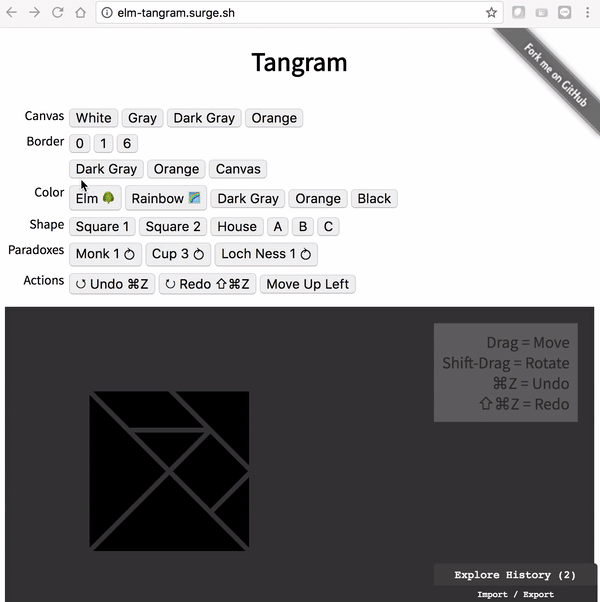 elm-tangram.surge.sh
Fork me on GitHub
Tangram
Canvas White Gray Dark Gray Orange
Border 0 1 6
Dark Gray Orange Canvas
Color Elm 🌳 Rainbow 🌈 Dark Gray Orange Black
Shape Square 1 Square 2 House A B C
Paradoxes Monk 1 ↻ Cup 3 ↻ Loch Ness 1 ↻
Actions ↺ Undo ⌘Z ↻ Redo ⇧⌘Z Move Up Left
Drag = Move
Shift-Drag = Rotate
⌘Z = Undo
⇧⌘Z = Redo
Explore History (2)
Import / Export